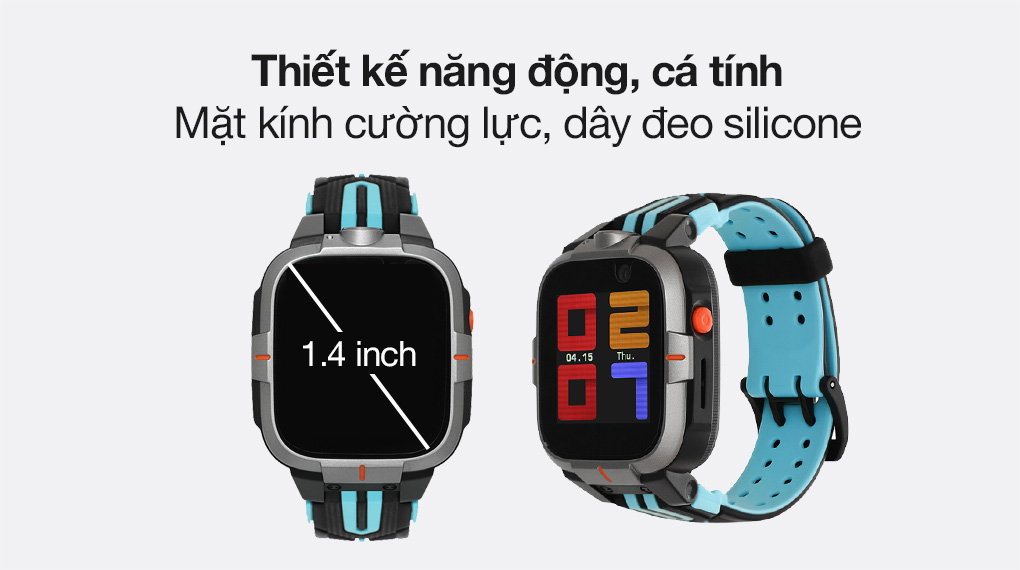 Thiết kế năng động, cá tính
Mặt kính cường lực, dây đeo silicone
1.4 inch
02
04.15 Thu.
07